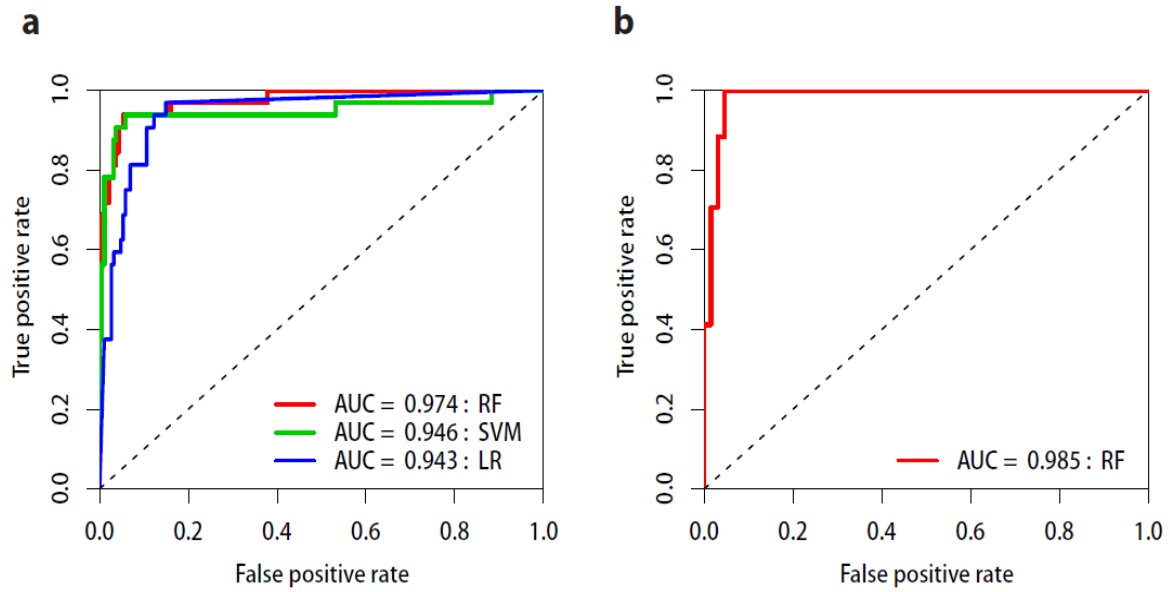 a
True positive rate
1.0
0.8
0.6
0.4
0.2
0.0
AUC = 0.974 : RF
AUC = 0.946 : SVM
AUC = 0.943 : LR
0.0 0.2 0.4 0.6 0.8 1.0
False positive rate
b
True positive rate
1.0
0.8
0.6
0.4
0.2
0.0
AUC = 0.985 : RF
0.0 0.2 0.4 0.6 0.8 1.0
False positive rate